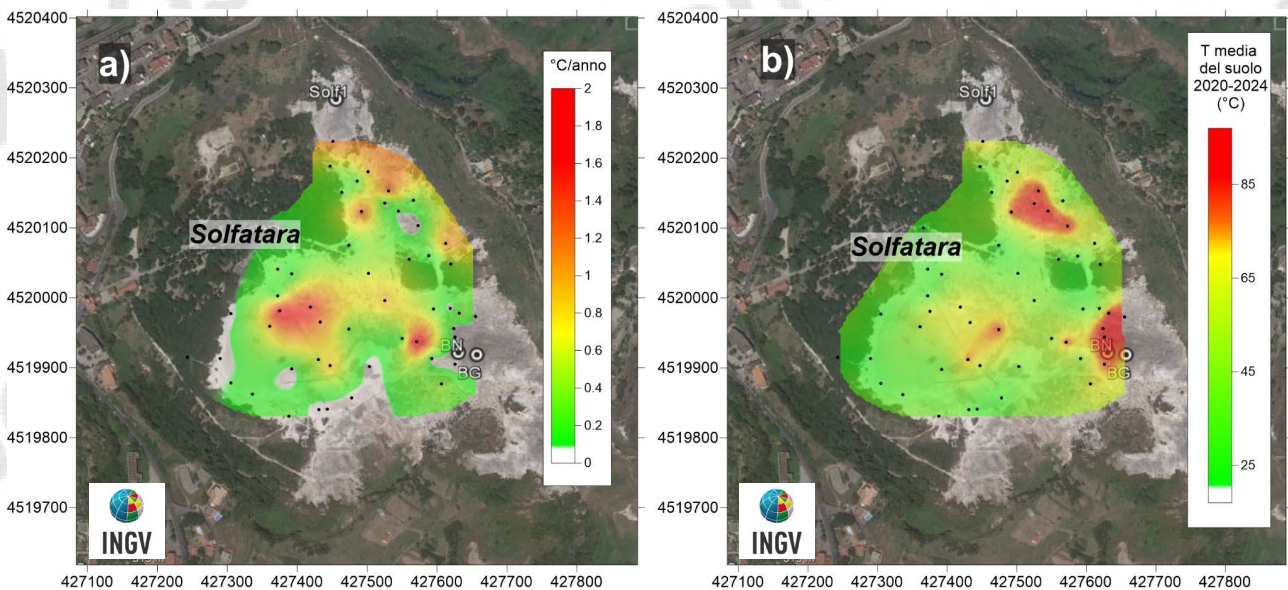 a)
4520400
4520300
4520200
4520100
4520000
4519900
4519800
4519700
427100 427200 427300 427400 427500 427600 427700 427800
Solf1
Solfatara
BN
BG
INGV
°C/anno
2
1.8
1.6
1.4
1.2
1
0.8
0.6
0.4
0.2
0
b)
4520400
4520300
4520200
4520100
4520000
4519900
4519800
4519700
427100 427200 427300 427400 427500 427600 427700 427800
Solf1
Solfatara
BN
BG
INGV
T media
del suolo
2020-2024
(°C)
85
65
45
25